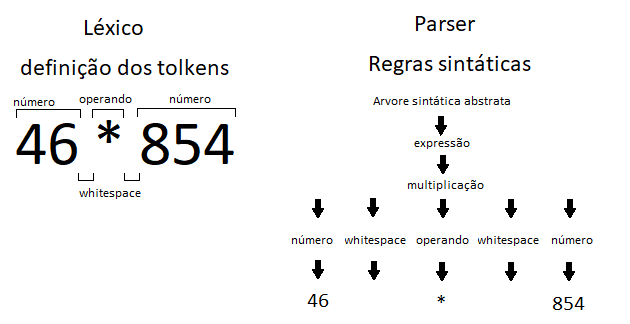 Léxico
definição dos tolkens
número operando número
46 * 854
whitespace
Parser
Regras sintáticas
Arvore sintática abstrata
expressão
multiplicação
número whitespace operando whitespace número
46 * 854